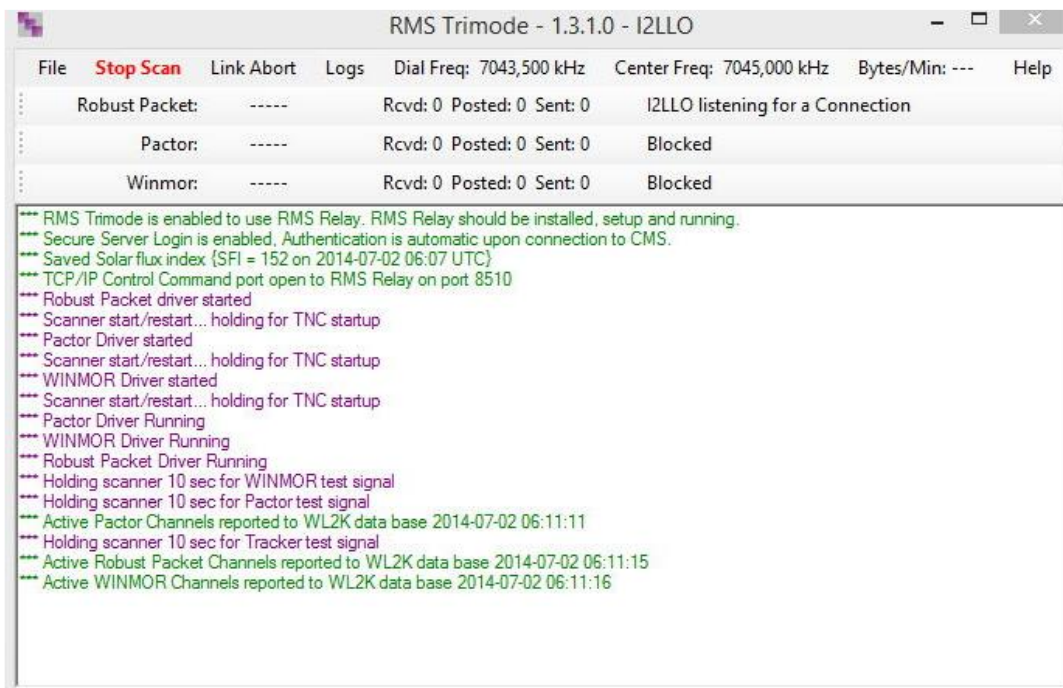 RMS Trimode - 1.3.1.0 - I2LLO
File Stop Scan Link Abort Logs Dial Freq: 7043,500 kHz Center Freq: 7045,000 kHz Bytes/Min: --- Help
Robust Packet: ----- Rcvd: 0 Posted: 0 Sent: 0 I2LLO listening for a Connection
Pactor: ----- Rcvd: 0 Posted: 0 Sent: 0 Blocked
Winmor: ----- Rcvd: 0 Posted: 0 Sent: 0 Blocked
*** RMS Trimode is enabled to use RMS Relay. RMS Relay should be installed, setup and running.
*** Secure Server Login is enabled, Authentication is automatic upon connection to CMS.
*** Saved Solar flux index {SFI = 152 on 2014-07-02 06:07 UTC}
*** TCP/IP Control Command port open to RMS Relay on port 8510
*** Robust Packet driver started
*** Scanner start/restart... holding for TNC startup
*** Pactor Driver started
*** Scanner start/restart... holding for TNC startup
*** WINMOR Driver started
*** Scanner start/restart... holding for TNC startup
*** Pactor Driver Running
*** WINMOR Driver Running
*** Robust Packet Driver Running
*** Holding scanner 10 sec for WINMOR test signal
*** Holding scanner 10 sec for Pactor test signal
*** Active Pactor Channels reported to WL2K data base 2014-07-02 06:11:11
*** Holding scanner 10 sec for Tracker test signal
*** Active Robust Packet Channels reported to WL2K data base 2014-07-02 06:11:15
*** Active WINMOR Channels reported to WL2K data base 2014-07-02 06:11:16